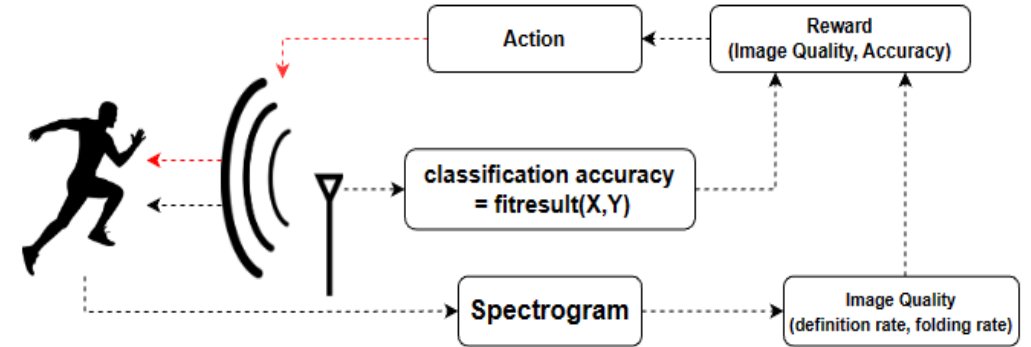 Action
Reward
(Image Quality, Accuracy)
classification accuracy
= fitresult(X,Y)
Spectrogram
Image Quality
(definition rate, folding rate)